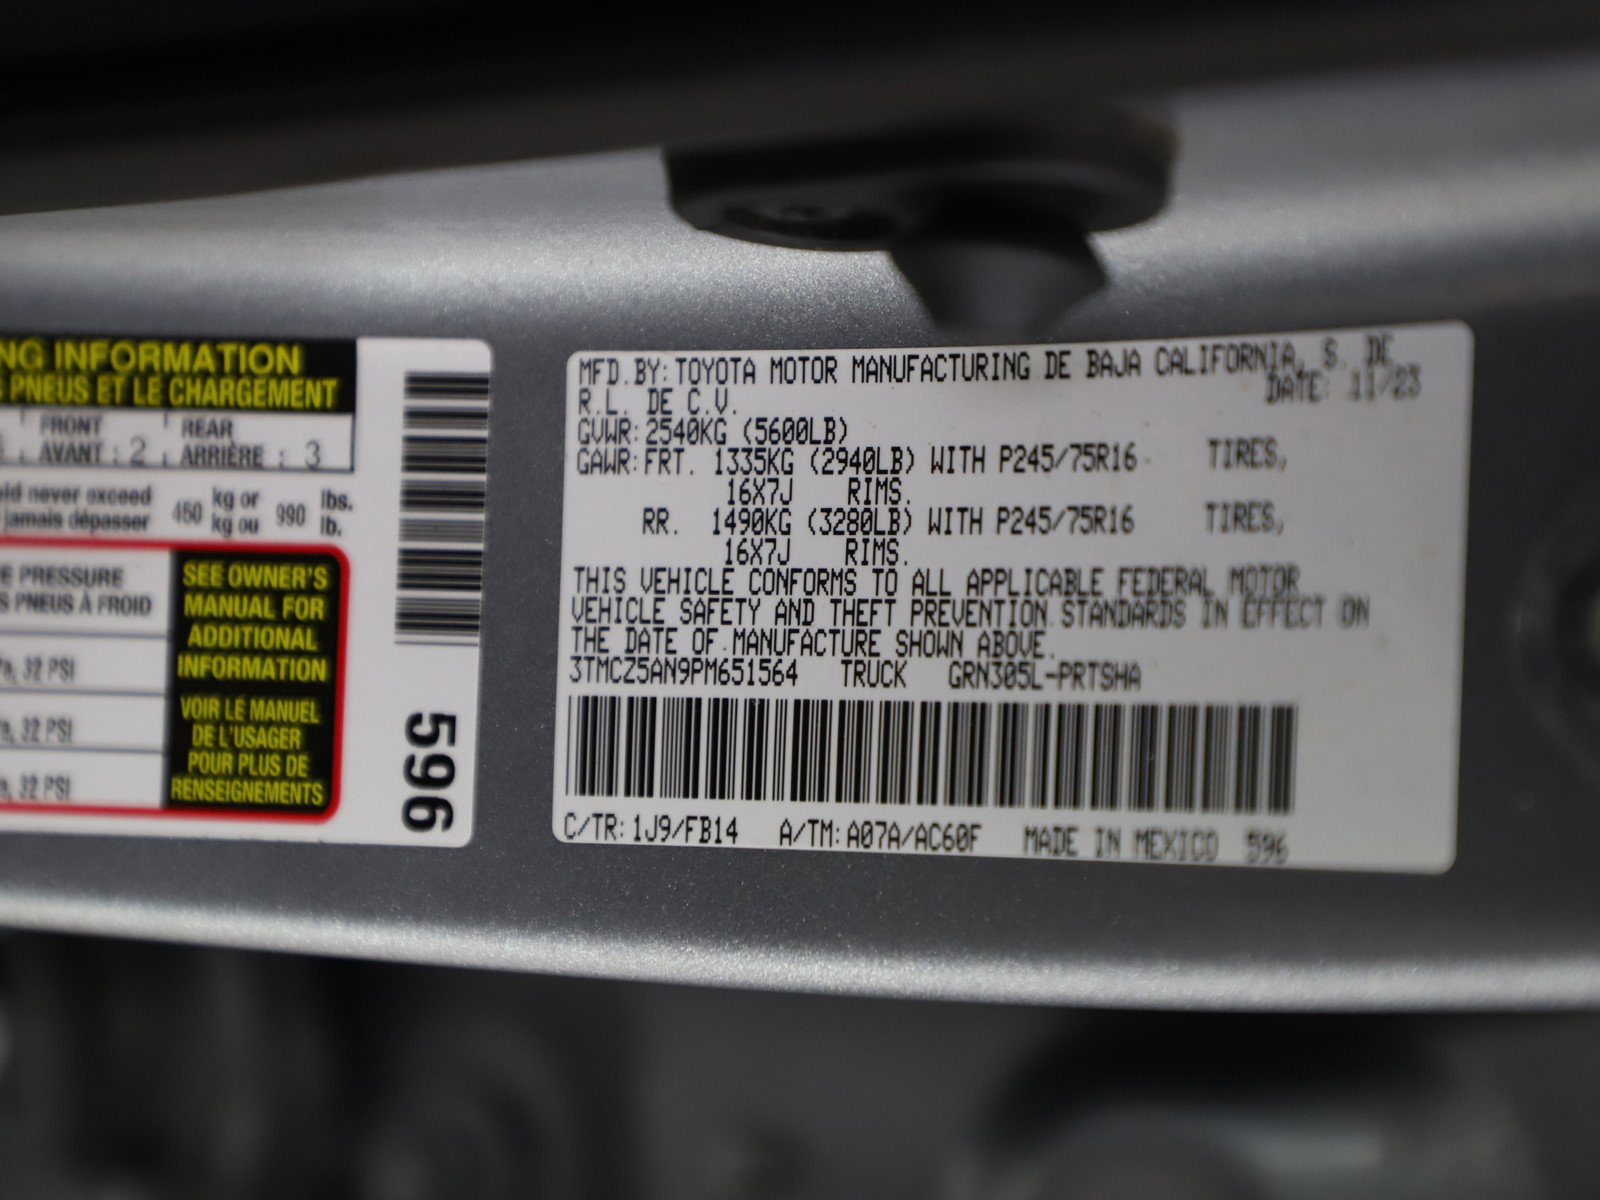 NG INFORMATION
PNEUS ET LE CHARGEMENT
FRONT REAR
AVANT : 2 ARRIÈRE : 3
never exceed kg or lbs.
jamais dépasser 450 kg ou 990 lb.
PRESSURE
PNEUS À FROID
32 PSI
32 PSI
32 PSI
SEE OWNER'S
MANUAL FOR
ADDITIONAL
INFORMATION
VOIR LE MANUEL
DE L'USAGER
POUR PLUS DE
RENSEIGNEMENTS
596
MFD.BY: TOYOTA MOTOR MANUFACTURING DE BAJA CALIFORNIA, S. DE
R.L. DE C.V. DATE: 11/23
GVWR: 2540KG (5600LB)
GAWR: FRT. 1335KG (2940LB) WITH P245/75R16 TIRES,
16X7J RIMS.
RR. 1490KG (3280LB) WITH P245/75R16 TIRES,
16X7J RIMS.
THIS VEHICLE CONFORMS TO ALL APPLICABLE FEDERAL MOTOR
VEHICLE SAFETY AND THEFT PREVENTION STANDARDS IN EFFECT ON
THE DATE OF MANUFACTURE SHOWN ABOVE.
3TMCZ5AN9PM651564 TRUCK GRN305L-PRTSHA
C/TR: 1J9/FB14 A/TM: A07A/AC60F MADE IN MEXICO 596